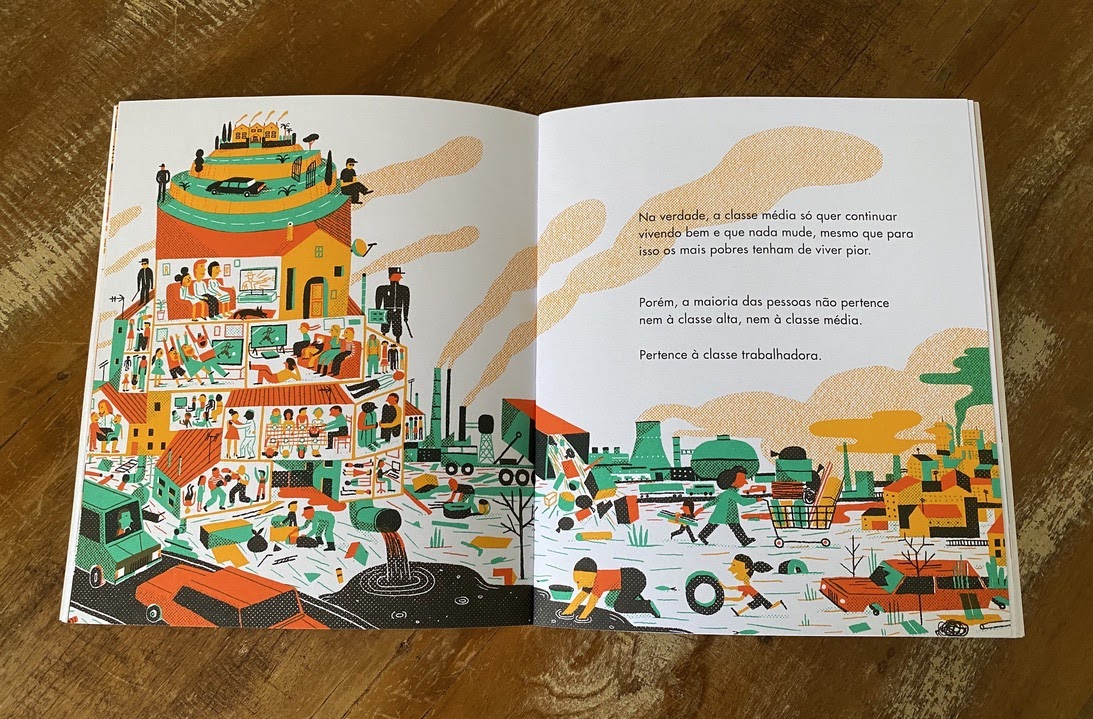 Na verdade, a classe média só quer continuar
vivendo bem e que nada mude, mesmo que para
isso os mais pobres tenham de viver pior.
Porém, a maioria das pessoas não pertence
nem à classe alta, nem à classe média.
Pertence à classe trabalhadora.